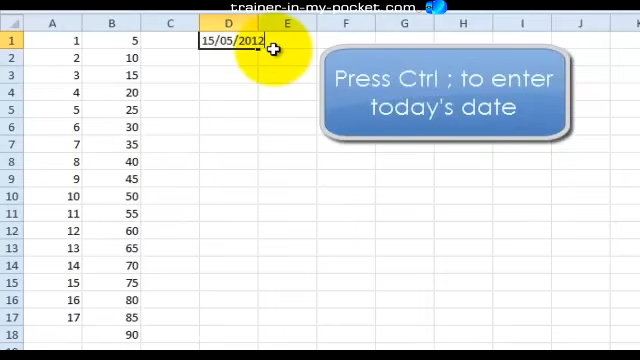 trainer-in-my-pocket.com
A B C D E F G H I J
1 1 5 15/05/2012
Press Ctrl ; to enter
today's date
2 2 10
3 3 15
4 4 20
5 5 25
6 6 30
7 7 35
8 8 40
9 9 45
10 10 50
11 11 55
12 12 60
13 13 65
14 14 70
15 15 75
16 16 80
17 17 85
18 90